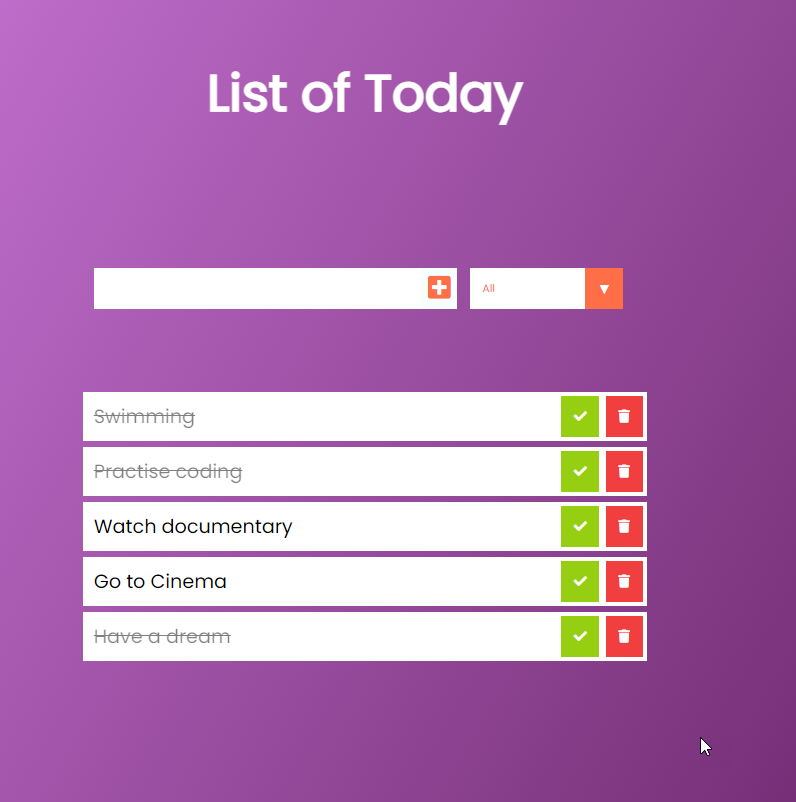 List of Today
All
Swimming
Practise coding
Watch documentary
Go to Cinema
Have a dream